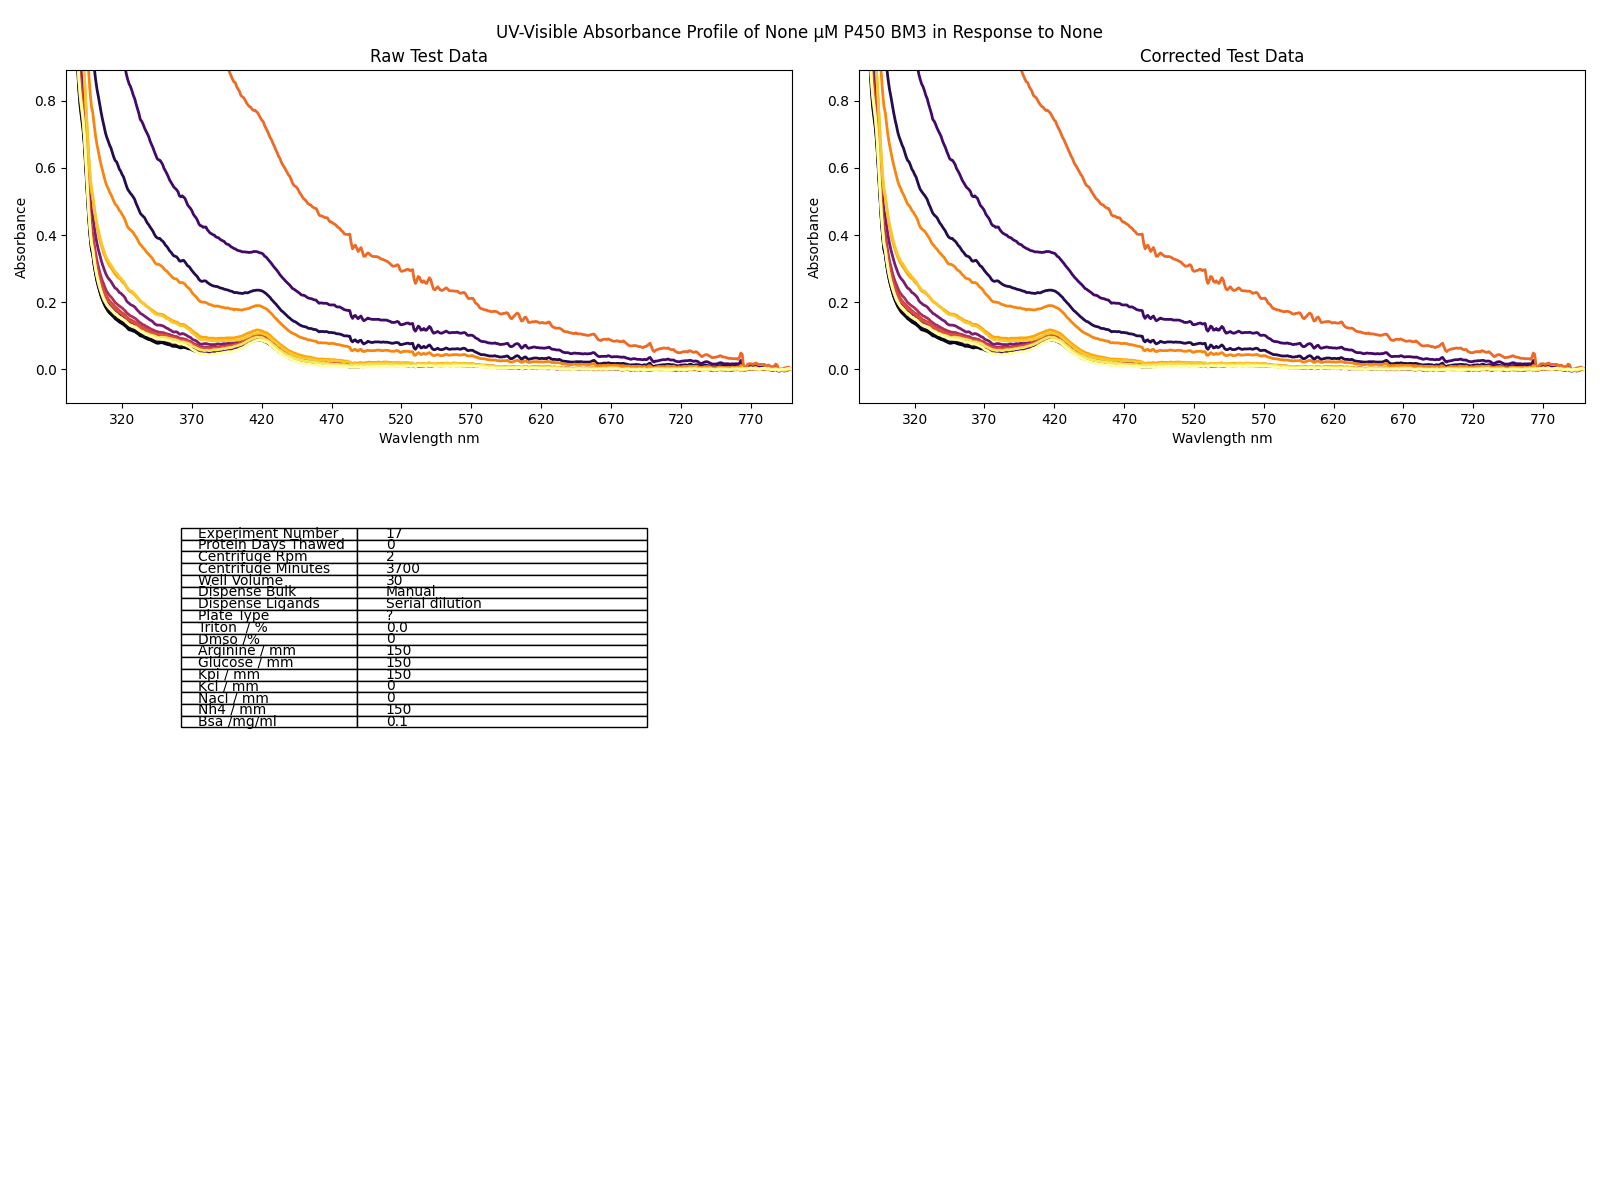 UV-Visible Absorbance Profile of None μM P450 BM3 in Response to None
Raw Test Data
0.8
0.6
0.4
0.2
0.0
Absorbance
320 370 420 470 520 570 620 670 720 770
Wavlength nm
Corrected Test Data
0.8
0.6
0.4
0.2
0.0
Absorbance
320 370 420 470 520 570 620 670 720 770
Wavlength nm
Experiment Number 17
Protein Days Thawed 0
Centrifuge Rpm 2
Centrifuge Minutes 3700
Well Volume 30
Dispense Bulk Manual
Dispense Ligands Serial dilution
Plate Type ?
Triton / % 0.0
Dmso /% 0
Arginine / mm 150
Glucose / mm 150
Kpi / mm 150
Kcl / mm 0
Nacl / mm 0
Nh4 / mm 150
Bsa /mg/ml 0.1